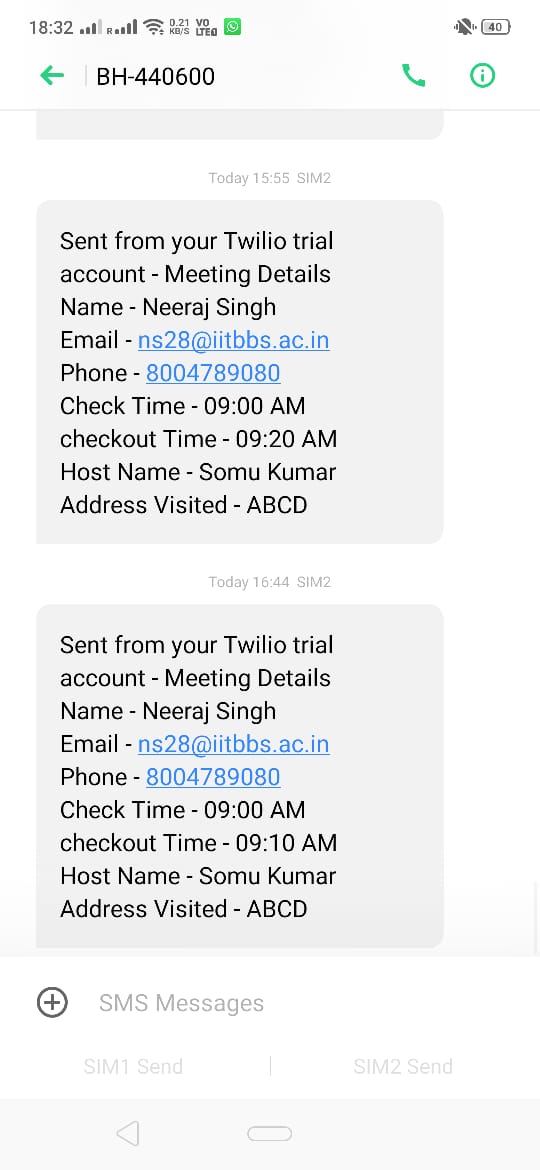 18:32 R 0.21 KB/S VO LTE 40
BH-440600
Today 15:55 SIM2
Sent from your Twilio trial
account - Meeting Details
Name - Neeraj Singh
Email - ns28@iitbbs.ac.in
Phone - 8004789080
Check Time - 09:00 AM
checkout Time - 09:20 AM
Host Name - Somu Kumar
Address Visited - ABCD
Today 16:44 SIM2
Sent from your Twilio trial
account - Meeting Details
Name - Neeraj Singh
Email - ns28@iitbbs.ac.in
Phone - 8004789080
Check Time - 09:00 AM
checkout Time - 09:10 AM
Host Name - Somu Kumar
Address Visited - ABCD
SMS Messages
SIM1 Send | SIM2 Send